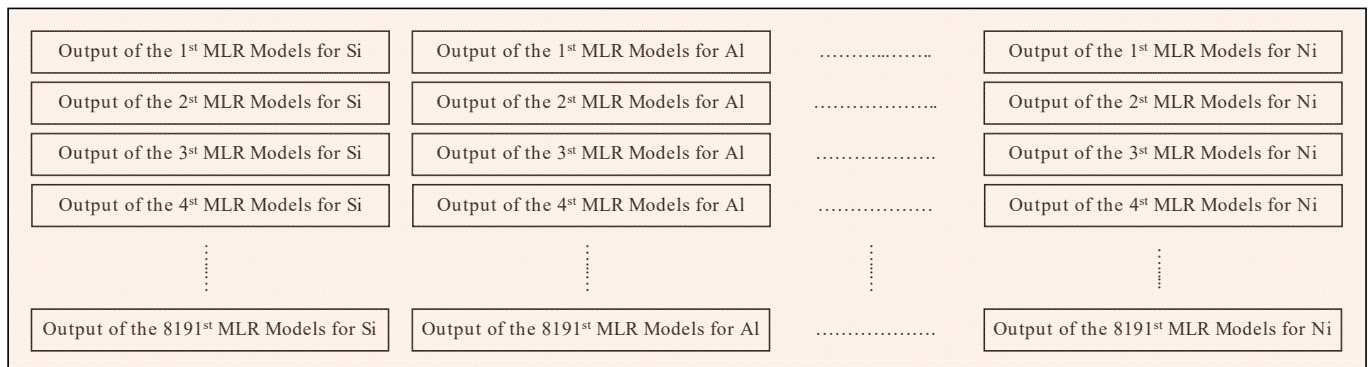 Output of the 1st MLR Models for Si Output of the 1st MLR Models for Al ..................... Output of the 1st MLR Models for Ni
Output of the 2st MLR Models for Si Output of the 2st MLR Models for Al ..................... Output of the 2st MLR Models for Ni
Output of the 3st MLR Models for Si Output of the 3st MLR Models for Al ..................... Output of the 3st MLR Models for Ni
Output of the 4st MLR Models for Si Output of the 4st MLR Models for Al ..................... Output of the 4st MLR Models for Ni
Output of the 8191st MLR Models for Si Output of the 8191st MLR Models for Al ..................... Output of the 8191st MLR Models for Ni